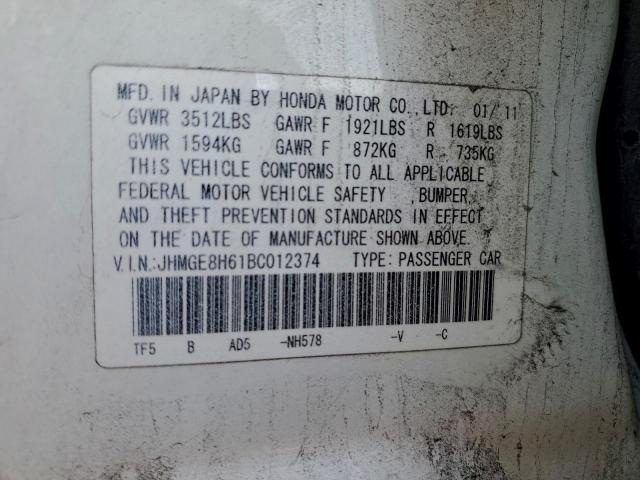 MFD. IN JAPAN BY HONDA MOTOR CO., LTD. 01/ 11
GVWR 3512LBS GAWR F 1921LBS R 1619LBS
GVWR 1594KG GAWR F 872KG R 735KG
THIS VEHICLE CONFORMS TO ALL APPLICABLE
FEDERAL MOTOR VEHICLE SAFETY ,BUMPER,
AND THEFT PREVENTION STANDARDS IN EFFECT
ON THE DATE OF MANUFACTURE SHOWN ABOVE.
V.I.N.:JHMGE8H61BC012374 TYPE: PASSENGER CAR
TF5 B AD5 -NH578 -V -C